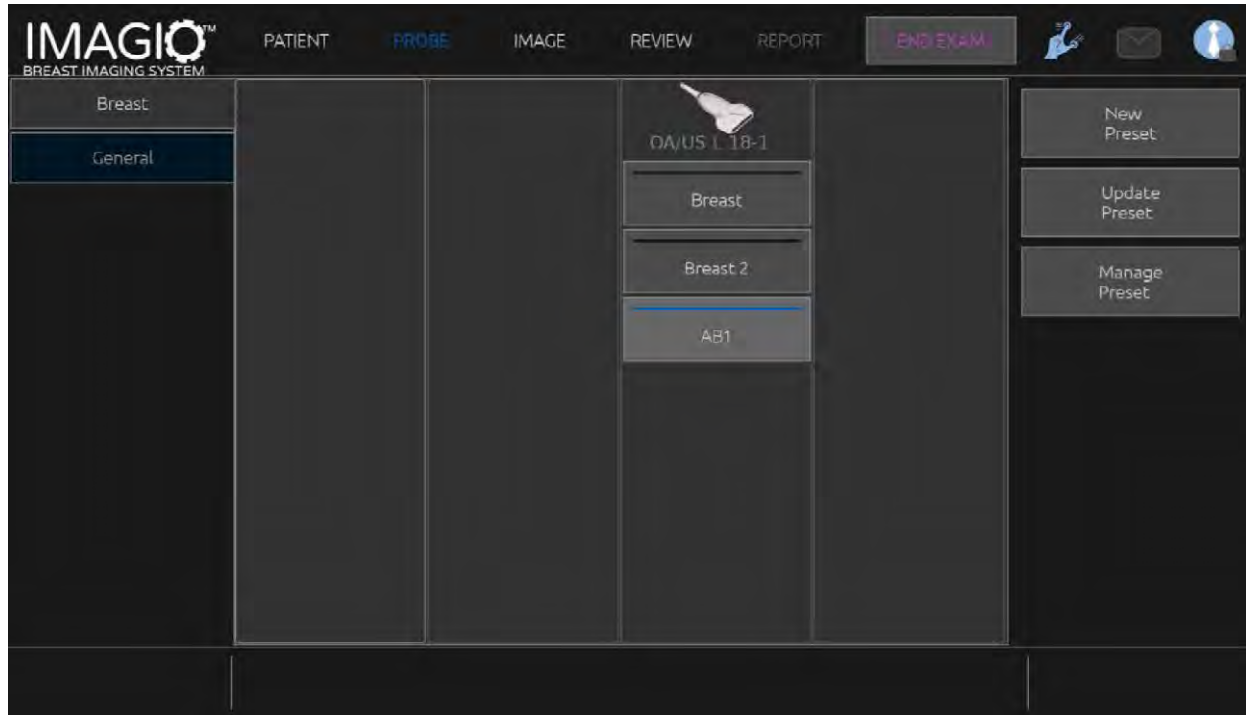 IMAGIO™
BREAST IMAGING SYSTEM
PATIENT
PROBE
IMAGE
REVIEW
REPORT
END EXAM
Breast
General
OA/US L 18-1
Breast
Breast 2
AB1
New
Preset
Update
Preset
Manage
Preset